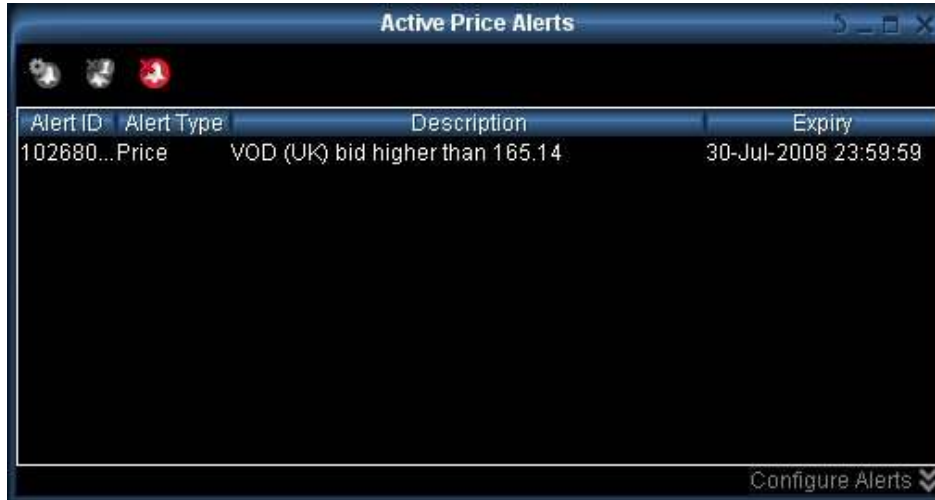 Active Price Alerts
Alert ID Alert Type Description Expiry
102680... Price VOD (UK) bid higher than 165.14 30-Jul-2008 23:59:59
Configure Alerts